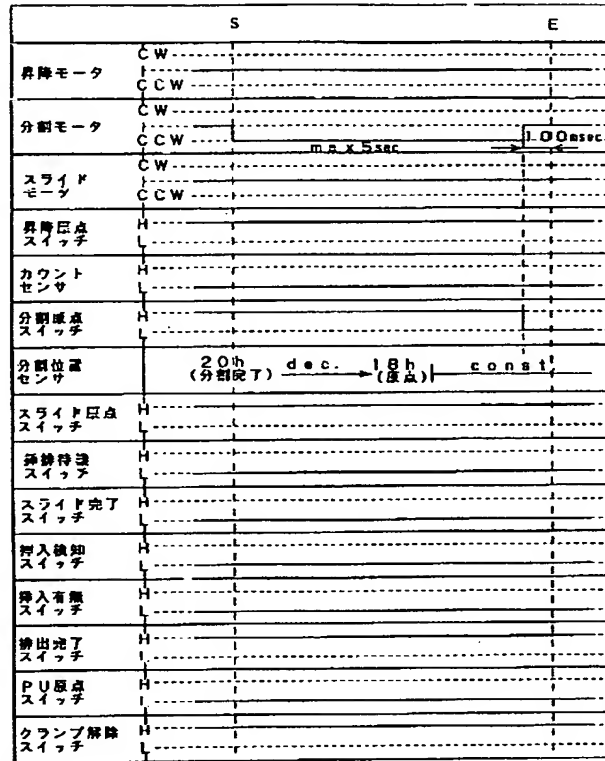 S E
昇降モータ CW CCW
分割モータ CW CCW max 5sec 100msec
スライド
モータ CW CCW
昇降原点
スイッチ H L
カウント
センサ H L
分割原点
スイッチ H L
分割位置
センサ 20h (分割完了) dec. 18h (原点) const
スライド原点
スイッチ H L
待機
スイッチ H L
スライド完了
スイッチ H L
挿入検知
スイッチ H L
挿入有無
スイッチ H L
排出完了
スイッチ H L
PU原点
スイッチ H L
クランプ解除
スイッチ H L